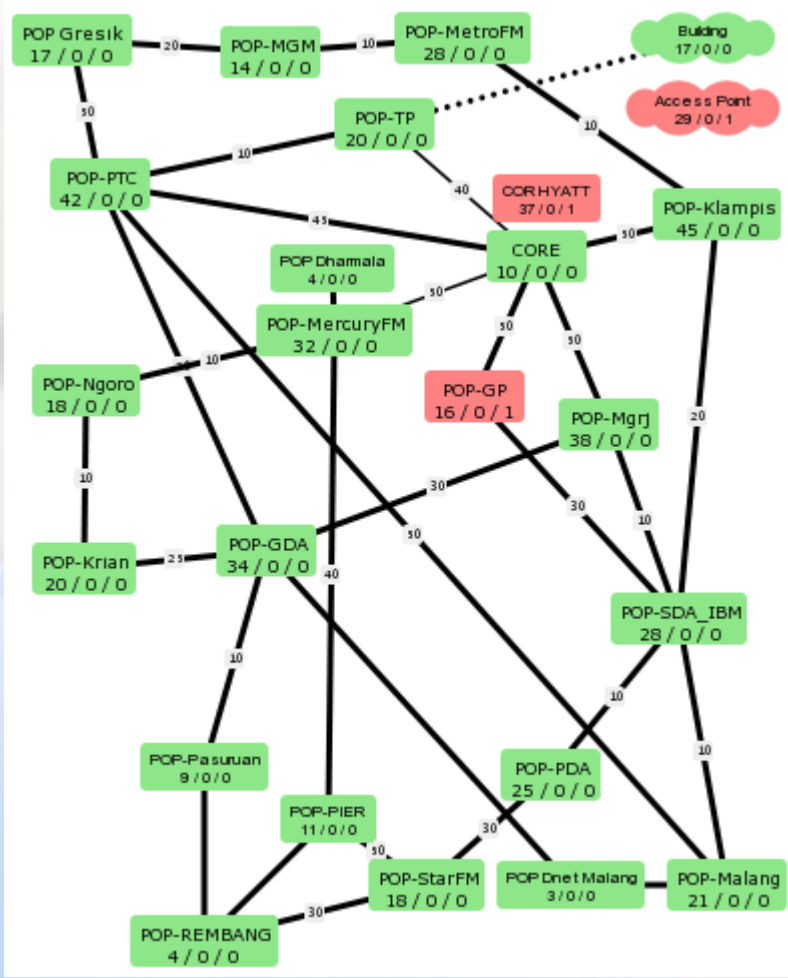 POP Gresik
17 / 0 / 0
20
POP-MGM
14 / 0 / 0
10
POP-MetroFM
28 / 0 / 0
Building
17 / 0 / 0
Access Point
29 / 0 / 1
50
POP-TP
20 / 0 / 0
10
10
POP-PTC
42 / 0 / 0
40
CORHYATT
37 / 0 / 1
POP-Klampis
45 / 0 / 0
45
50
CORE
10 / 0 / 0
POP Dharmala
4 / 0 / 0
50
POP-MercuryFM
32 / 0 / 0
50
50
10
POP-Ngoro
18 / 0 / 0
POP-GP
16 / 0 / 1
POP-MgrJ
38 / 0 / 0
20
10
30
30
10
50
POP-Krian
20 / 0 / 0
25
POP-GDA
34 / 0 / 0
40
POP-SDA_IBM
28 / 0 / 0
10
10
10
POP-Pasuruan
9 / 0 / 0
POP-PDA
25 / 0 / 0
POP-PIER
11 / 0 / 0
30
50
POP-StarFM
18 / 0 / 0
POP Dnet Malang
3 / 0 / 0
POP-Malang
21 / 0 / 0
30
POP-REMBANG
4 / 0 / 0